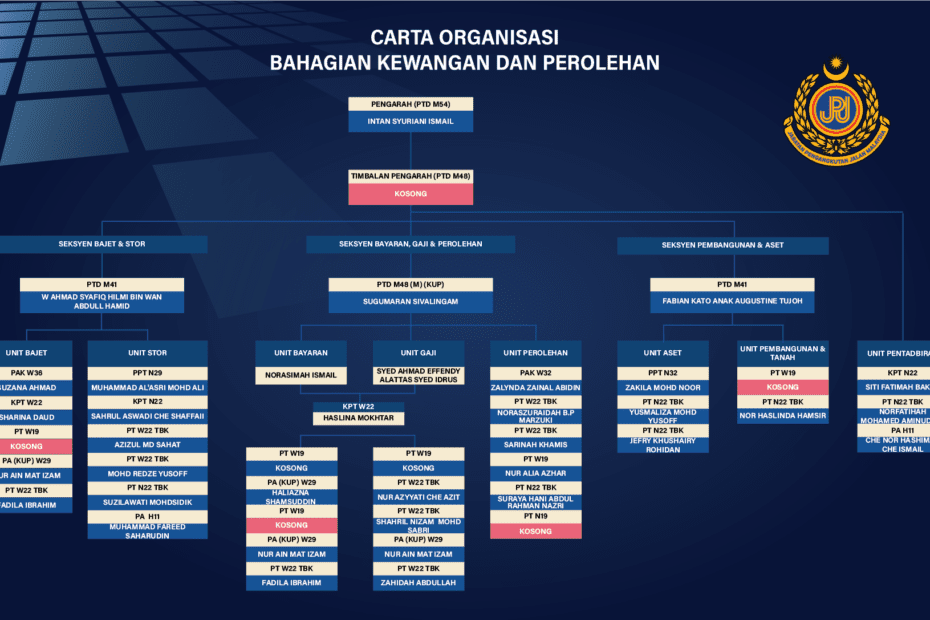 CARTA ORGANISASI
BAHAGIAN KEWANGAN DAN PEROLEHAN
JPJ
JABATAN PENGANGKUTAN JALAN MALAYSIA
PENGARAH (PTD M54)
INTAN SYURIANI ISMAIL
TIMBALAN PENGARAH (PTD M48)
KOSONG
SEKSYEN BAJET & STOR
PTD M41
W AHMAD SYAFIQ HILMI BIN WAN
ABDULL HAMID
UNIT BAJET
PAK W36
UZANA AHMAD
KPT W22
SHARINA DAUD
PT W19
KOSONG
PA (KUP) W29
NUR AIN MAT IZAM
PT W22 TBK
FADILA IBRAHIM
UNIT STOR
PPT N29
MUHAMMAD AL'ASRI MOHD ALI
KPT N22
SAHRUL ASWADI CHE SHAFFAII
PT W22 TBK
AZIZUL MD SAHAT
PT W22 TBK
MOHD REDZE YUSOFF
PT N22 TBK
SUZILAWATI MOHDSIDIK
PA H11
MUHAMMAD FAREED
SAHARUDIN
SEKSYEN BAYARAN, GAJI & PEROLEHAN
PTD M48 (M) (KUP)
SUGUMARAN SIVALINGAM
UNIT BAYARAN
NORASIMAH ISMAIL
UNIT GAJI
SYED AHMAD EFFENDY
ALATTAS SYED IDRUS
KPT W22
HASLINA MOKHTAR
PT W19
KOSONG
PA (KUP) W29
HALIAZNA
SHAMSUDDIN
PT W19
KOSONG
PA (KUP) W29
NUR AIN MAT IZAM
PT W22 TBK
FADILA IBRAHIM
PT W19
KOSONG
PT W22 TBK
NUR AZYYATI CHE AZIT
PT W22 TBK
SHAHRIL NIZAM MOHD
SABRI
PA (KUP) W29
NUR AIN MAT IZAM
PT W22 TBK
ZAHIDAH ABDULLAH
UNIT PEROLEHAN
PAK W32
ZALYNDA ZAINAL ABIDIN
PT W22 TBK
NORASZURAIDAH B.P
MARZUKI
PT W22 TBK
SARINAH KHAMIS
PT W19
NUR ALIA AZHAR
PT N22 TBK
SURAYA HANI ABDUL
RAHMAN NAZRI
PT N19
KOSONG
SEKSYEN PEMBANGUNAN & ASET
PTD M41
FABIAN KATO ANAK AUGUSTINE TUJOH
UNIT ASET
PPT N32
ZAKILA MOHD NOOR
PT N22 TBK
YUSMALIZA MOHD
YUSOFF
PT N22 TBK
JEFRY KHUSHAIRY
ROHIDAN
UNIT PEMBANGUNAN &
TANAH
PT W19
KOSONG
PT N22 TBK
NOR HASLINDA HAMSIR
UNIT PENTADBIRA
KPT N22
SITI FATIMAH BAK
PT N22 TBK
NORFATIHAH
MOHAMED AMINUD
PA H11
CHE NOR HASHIM
CHE ISMAIL